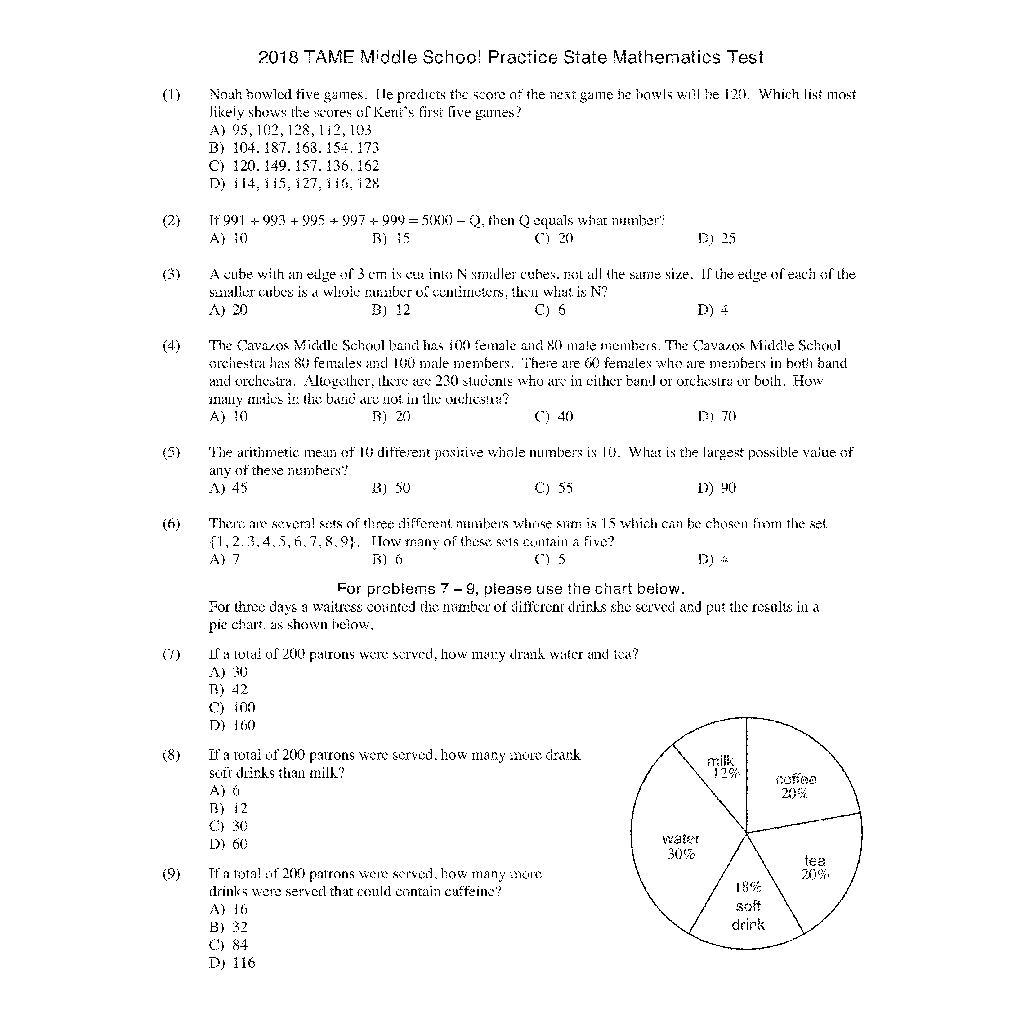 2018 TAME Middle School Practice State Mathematics Test
(1) Noah bowled five games. He predicts the score of the next game he bowls will be 120. Which list most
likely shows the scores of Kent's first five games?
A) 95, 102, 128, 112, 103
B) 104, 187, 168, 154, 173
C) 120, 149, 157, 136, 162
D) 114, 115, 127, 116, 128
(2) If 991 + 993 + 995 + 997 + 999 = 5000 – Q, then Q equals what number?
A) 10 B) 15 C) 20 D) 25
(3) A cube with an edge of 3 cm is cut into N smaller cubes, not all the same size. If the edge of each of the
smaller cubes is a whole number of centimeters, then what is N?
A) 20 B) 12 C) 6 D) 4
(4) The Cavazos Middle School band has 100 female and 80 male members. The Cavazos Middle School
orchestra has 80 females and 100 male members. There are 60 females who are members in both band
and orchestra. Altogether, there are 230 students who are in either band or orchestra or both. How
many males in the band are not in the orchestra?
A) 10 B) 20 C) 40 D) 70
(5) The arithmetic mean of 10 different positive whole numbers is 10. What is the largest possible value of
any of these numbers?
A) 45 B) 50 C) 55 D) 90
(6) There are several sets of three different numbers whose sum is 15 which can be chosen from the set
{1, 2, 3, 4, 5, 6, 7, 8, 9}. How many of these sets contain a five?
A) 7 B) 6 C) 5 D) 4
For problems 7 – 9, please use the chart below.
For three days a waitress counted the number of different drinks she served and put the results in a
pie chart, as shown below.
(7) If a total of 200 patrons were served, how many drank water and tea?
A) 30
B) 42
C) 100
D) 160
(8) If a total of 200 patrons were served, how many more drank
soft drinks than milk?
A) 6
B) 12
C) 30
D) 60
(9) If a total of 200 patrons were served, how many more
drinks were served that could contain caffeine?
A) 16
B) 32
C) 84
D) 116
milk
12%
coffee
20%
water
30%
tea
20%
18%
soft
drink